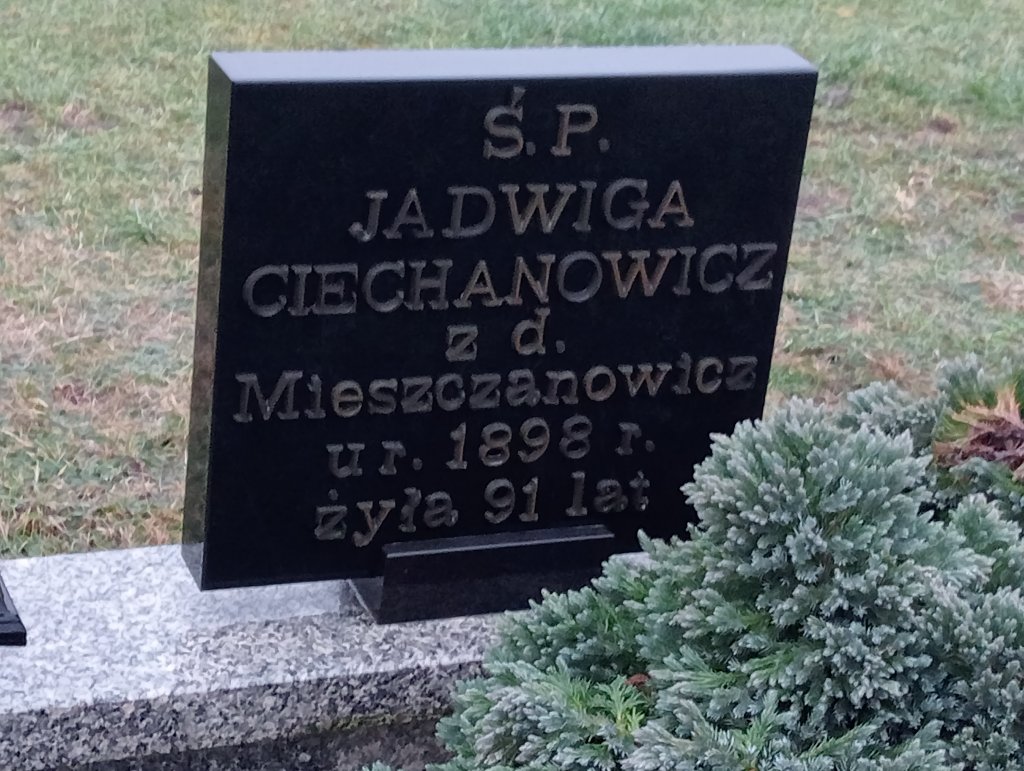 Ś.P.
JADWIGA
CIECHANOWICZ
z d.
Mieszczanowicz
ur. 1898 r.
żyła 91 lat